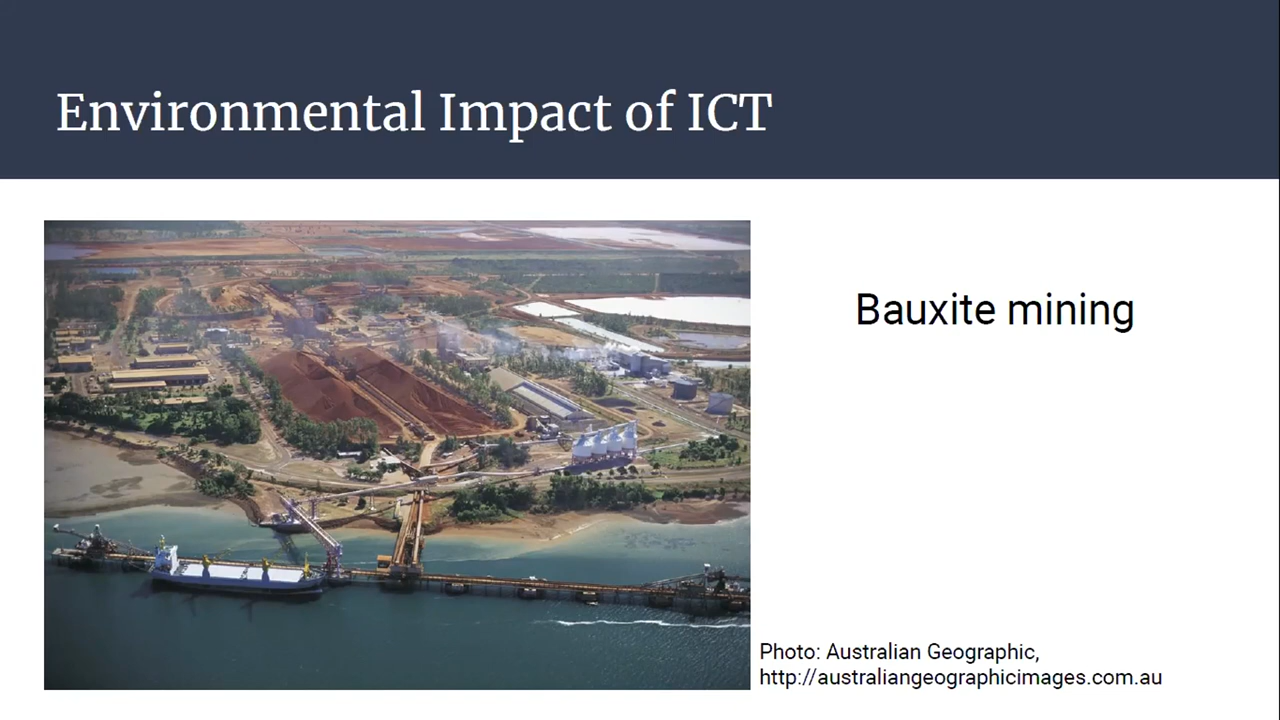 Environmental Impact of ICT
Bauxite mining
Photo: Australian Geographic,
http://australiangeographicimages.com.au